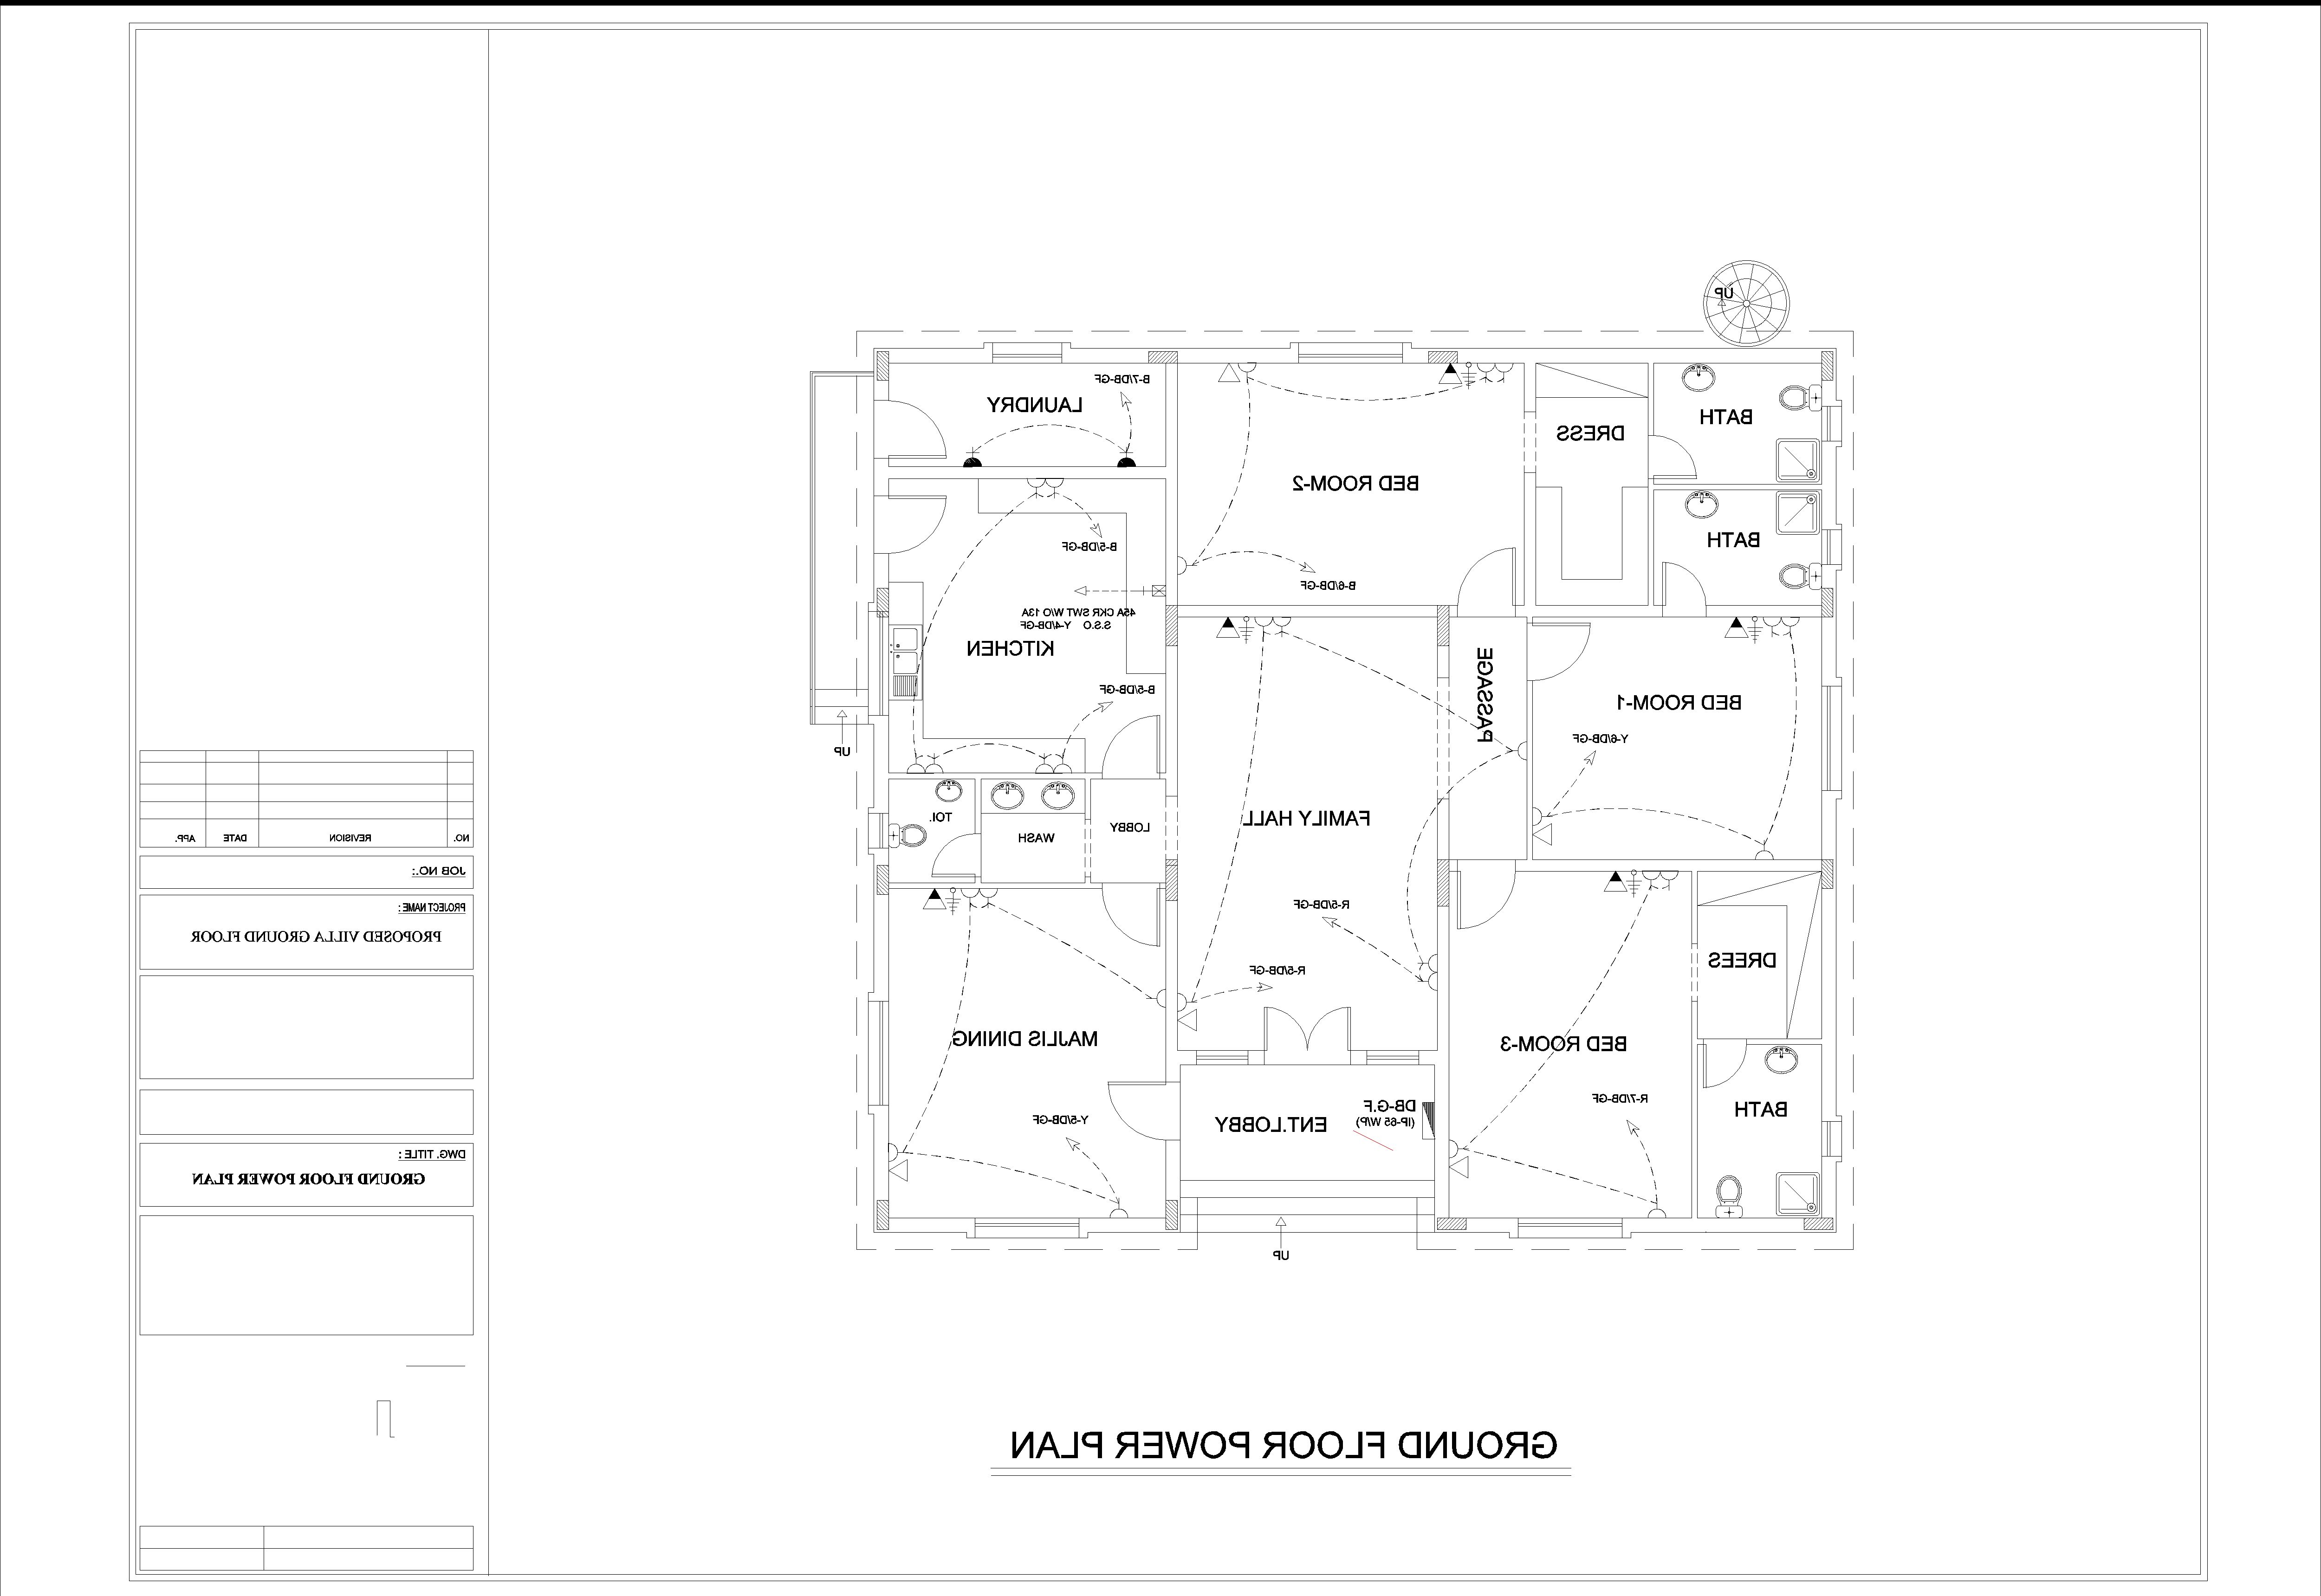 UP
B-7/DB-GF
LAUNDRY
BATH
DRESS
BED ROOM-2
BATH
B-5/DB-GF
B-6/DB-GF
45A CKR SWT W/O 13A
S.S.O Y-4/DB-GF
KITCHEN
PASSAGE
B-5/DB-GF
BED ROOM-1
Y-6/DB-GF
UP
TOI.
WASH
LOBBY
FAMILY HALL
R-5/DB-GF
R-5/DB-GF
DREES
MAJLIS DINING
BED ROOM-3
R-7/DB-GF
Y-5/DB-GF
ENT.LOBBY
DB-G.F
(IP-65 W/P)
BATH
UP
GROUND FLOOR POWER PLAN
NO. REVISION DATE APP.
JOB NO.:
PROJECT NAME :
PROPOSED VILLA GROUND FLOOR
DWG. TITLE :
GROUND FLOOR POWER PLAN